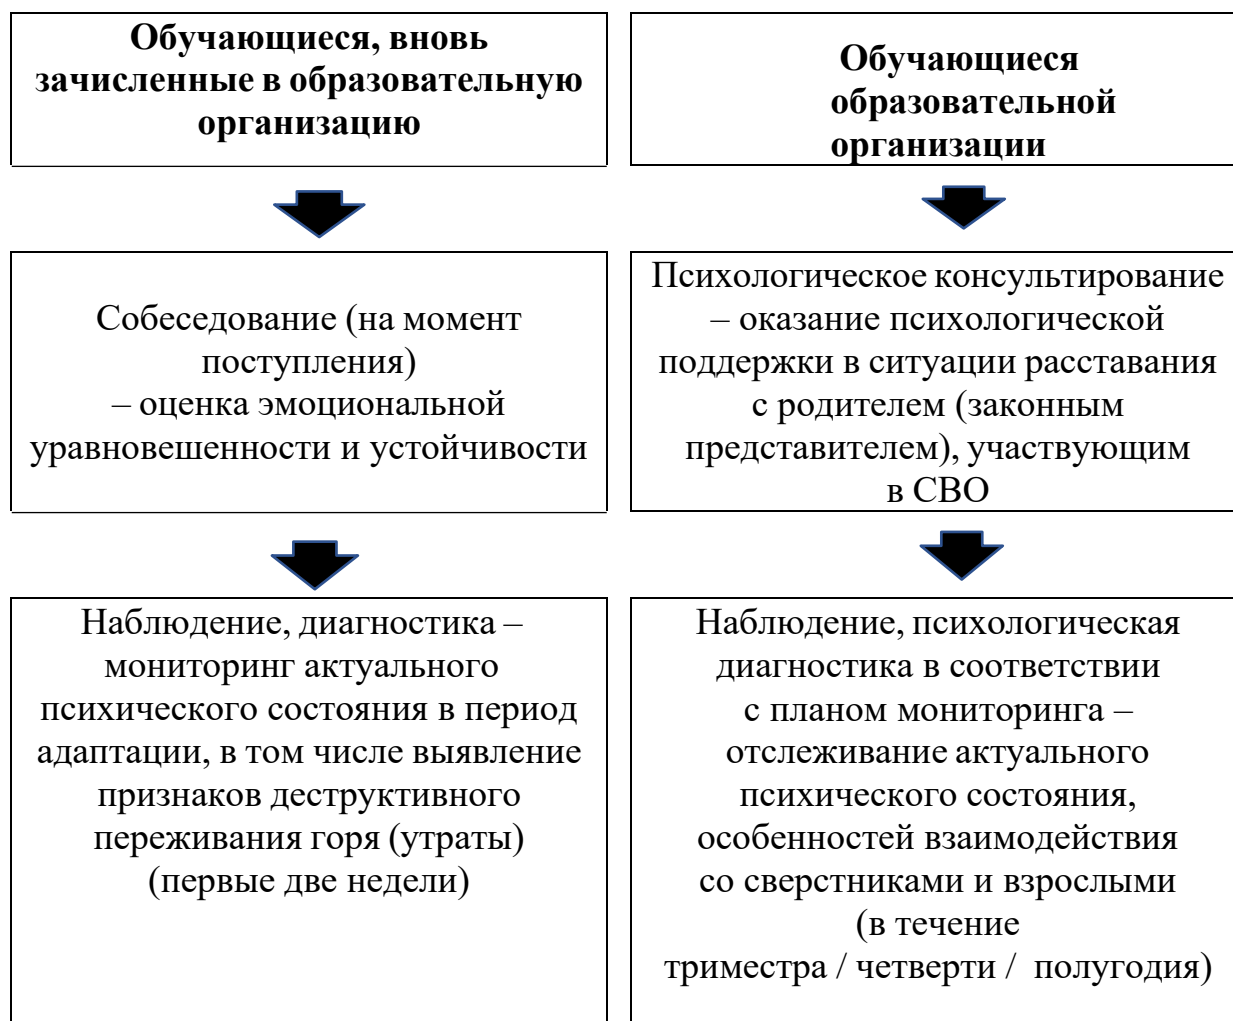 Обучающиеся, вновь
зачисленные в образовательную
организацию
Обучающиеся
образовательной
организации
Собеседование (на момент
поступления)
– оценка эмоциональной
уравновешенности и устойчивости
Психологическое консультирование
– оказание психологической
поддержки в ситуации расставания
с родителем (законным
представителем), участвующим
в СВО
Наблюдение, диагностика –
мониторинг актуального
психического состояния в период
адаптации, в том числе выявление
признаков деструктивного
переживания горя (утраты)
(первые две недели)
Наблюдение, психологическая
диагностика в соответствии
с планом мониторинга –
отслеживание актуального
психического состояния,
особенностей взаимодействия
со сверстниками и взрослыми
(в течение
триместра / четверти / полугодия)